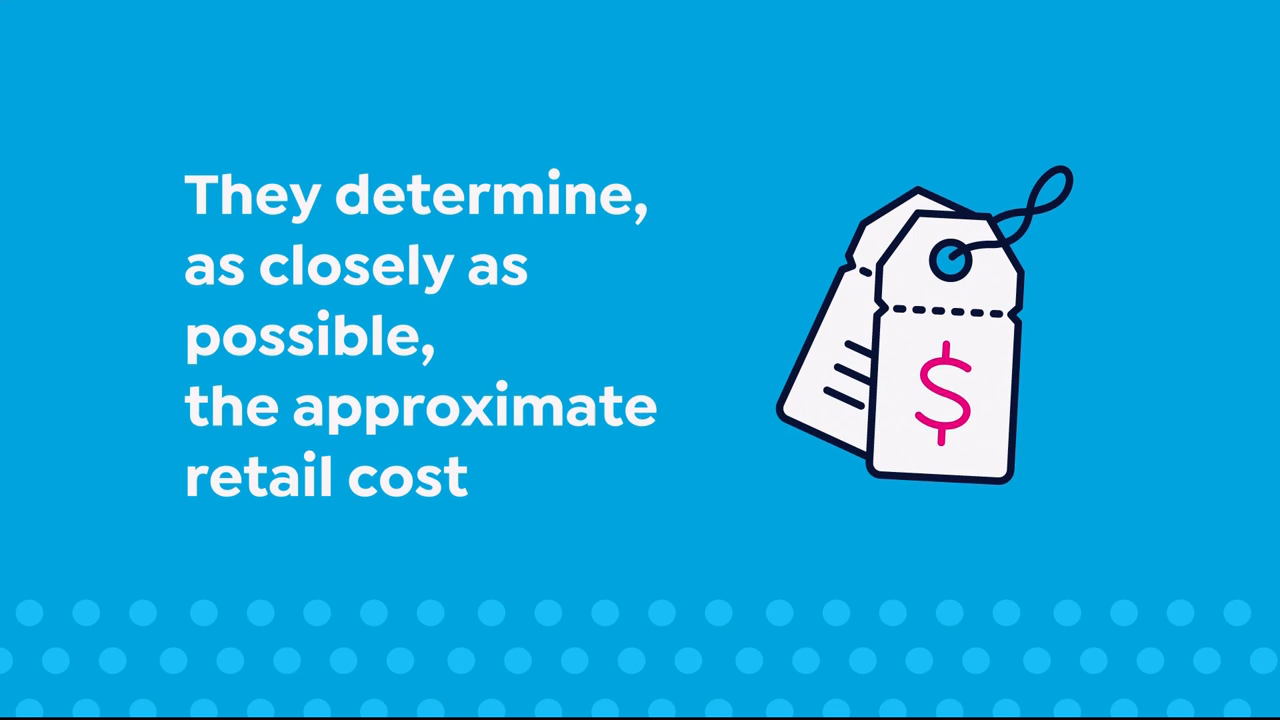 They determine,
as closely as
possible,
the approximate
retail cost
$